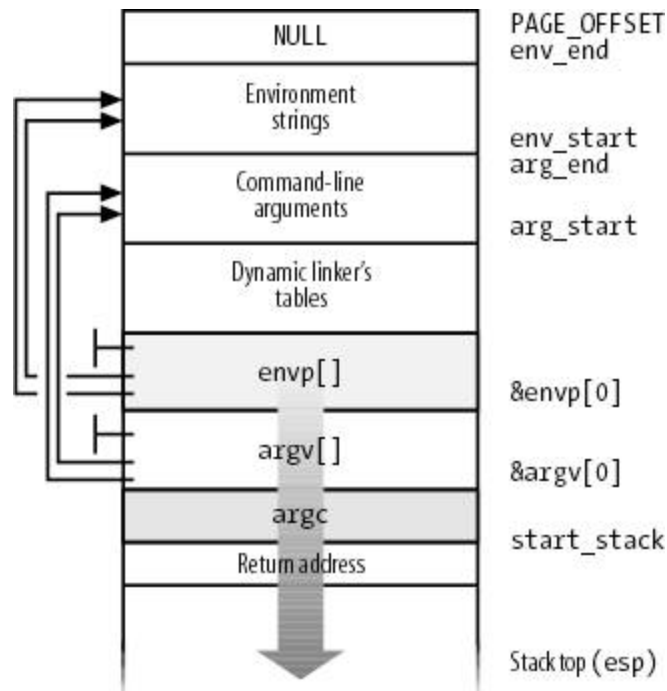 NULL
PAGE_OFFSET
env_end
Environment
strings
env_start
arg_end
Command-line
arguments
arg_start
Dynamic linker's
tables
envp[]
&envp[0]
argv[]
&argv[0]
argc
start_stack
Return address
Stack top (esp)